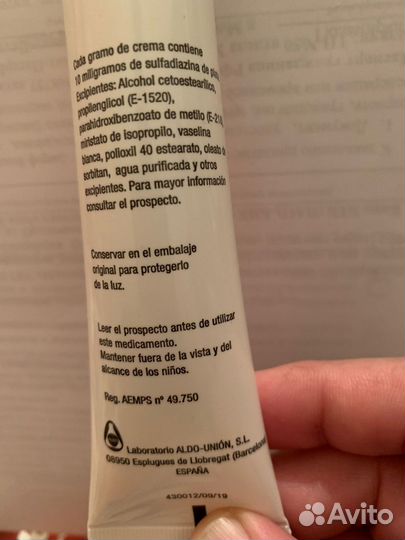 Cada gramo de crema contiene
10 miligramos de sulfadiazina de
Excipientes: Alcohol cetoestearílico,
propilenglicol (E-1520),
parahidroxibenzoato de metilo
miristato de isopropilo, vaselina
blanca, polioxil 40 estearato, oleato
sorbitan, agua purificada y otros
excipientes. Para mayor información
consultar el prospecto.
Conservar en el embalaje
original para protegerlo
de la luz.
Leer el prospecto antes de utilizar
este medicamento.
Mantener fuera de la vista y del
alcance de los niños.
Reg. AEMPS nº 49.750
Laboratorio ALDO-UNIÓN, S.L.
08950 Esplugues de Llobregat (Barcelona)
ESPAÑA
430012/09/19
Avito